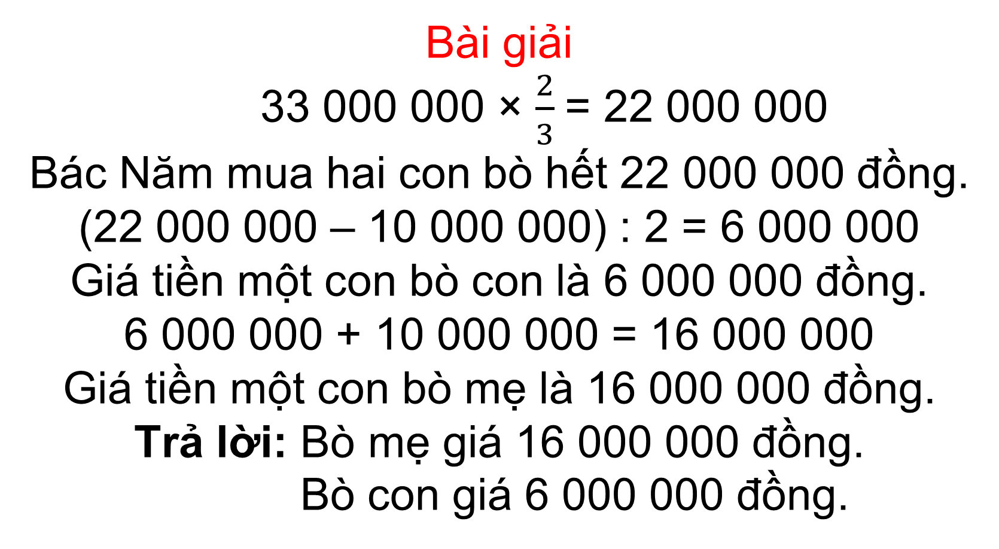 Bài giải
33 000 000 × 2/3 = 22 000 000
Bác Năm mua hai con bò hết 22 000 000 đồng.
(22 000 000 – 10 000 000) : 2 = 6 000 000
Giá tiền một con bò con là 6 000 000 đồng.
6 000 000 + 10 000 000 = 16 000 000
Giá tiền một con bò mẹ là 16 000 000 đồng.
Trả lời: Bò mẹ giá 16 000 000 đồng.
Bò con giá 6 000 000 đồng.